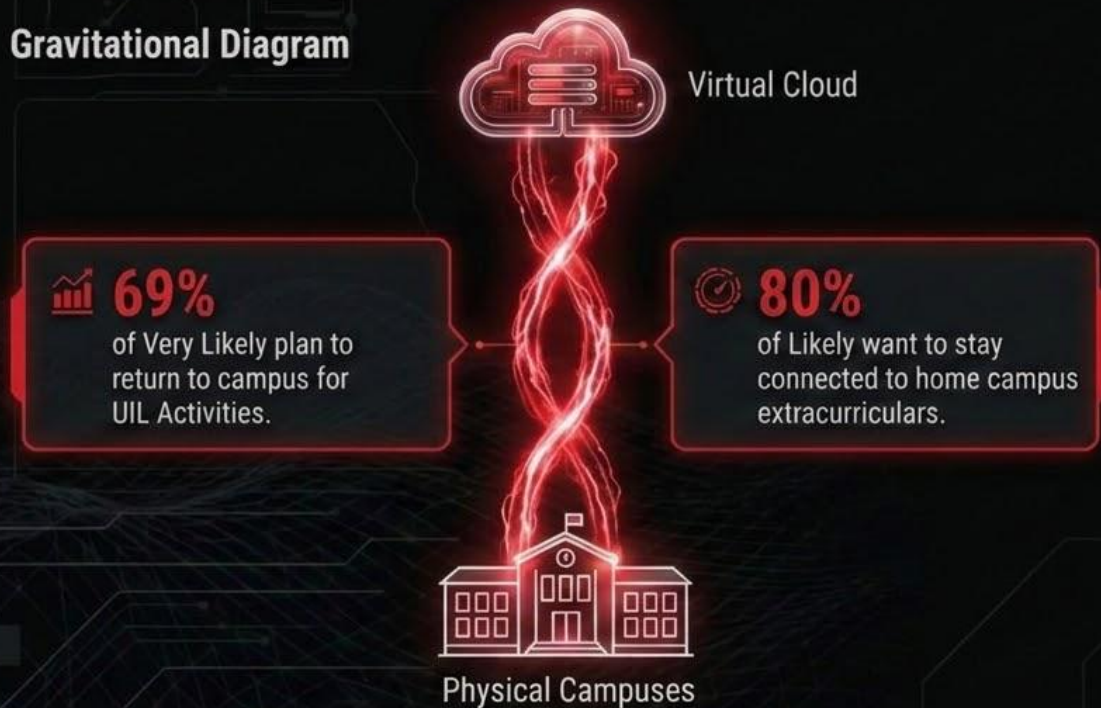 Gravitational Diagram
Virtual Cloud
69%
of Very Likely plan to
return to campus for
UIL Activities.
80%
of Likely want to stay
connected to home campus
extracurriculars.
Physical Campuses